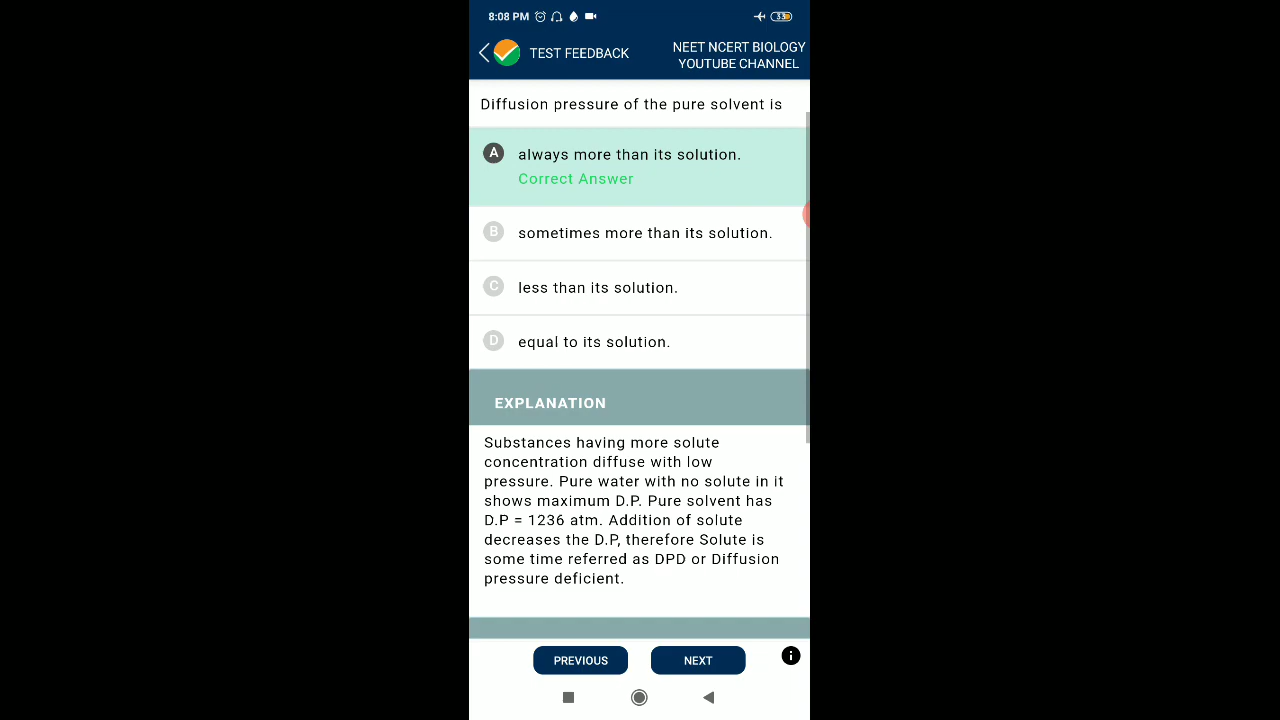 8:08 PM
33
TEST FEEDBACK
NEET NCERT BIOLOGY
YOUTUBE CHANNEL
Diffusion pressure of the pure solvent is
A always more than its solution.
Correct Answer
B sometimes more than its solution.
C less than its solution.
D equal to its solution.
EXPLANATION
Substances having more solute
concentration diffuse with low
pressure. Pure water with no solute in it
shows maximum D.P. Pure solvent has
D.P = 1236 atm. Addition of solute
decreases the D.P, therefore Solute is
some time referred as DPD or Diffusion
pressure deficient.
PREVIOUS
NEXT